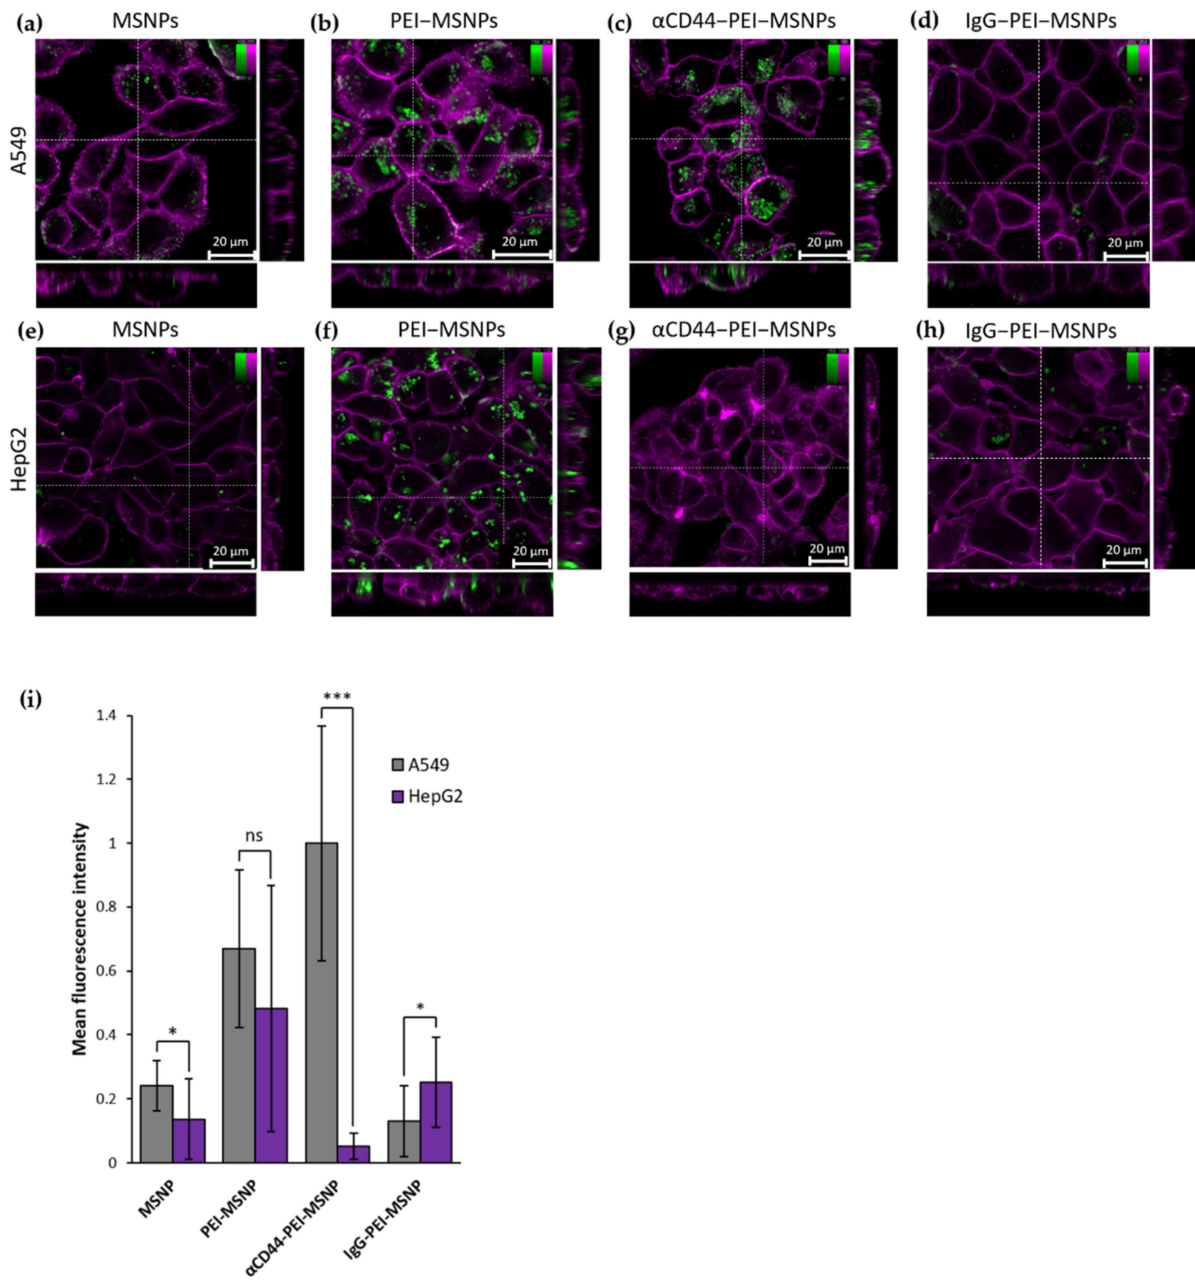 (a) MSNPs (b) PEI–MSNPs (c) αCD44–PEI–MSNPs (d) IgG–PEI–MSNPs
A549
20 µm 20 µm 20 µm 20 µm
(e) MSNPs (f) PEI–MSNPs (g) αCD44–PEI–MSNPs (h) IgG–PEI–MSNPs
HepG2
20 µm 20 µm 20 µm 20 µm
(i)
Mean fluorescence intensity
1.4
1.2
1
0.8
0.6
0.4
0.2
0
*
ns
***
*
A549
HepG2
MSNP
PEI-MSNP
αCD44-PEI-MSNP
IgG-PEI-MSNP